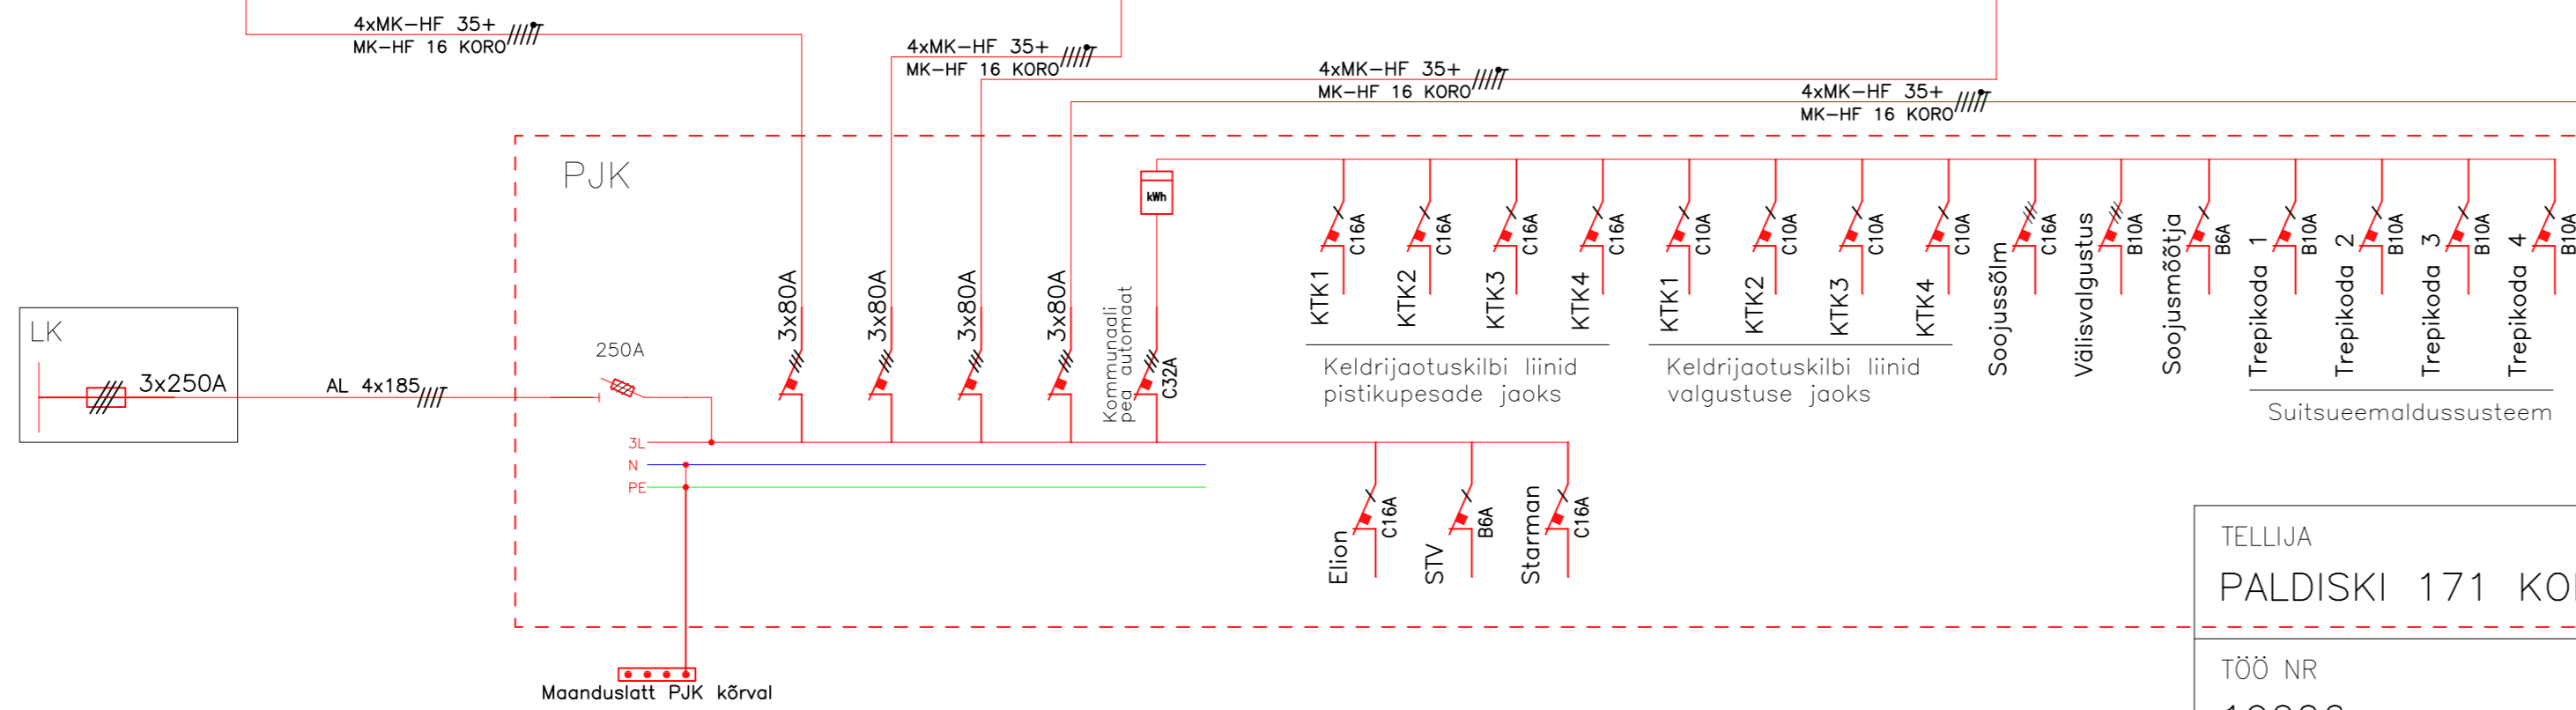 4xMK-HF 35+
MK-HF 16 KORO
4xMK-HF 35+
MK-HF 16 KORO
4xMK-HF 35+
MK-HF 16 KORO
4xMK-HF 35+
MK-HF 16 KORO
PJK
kWh
LK
3x250A
AL 4x185
250A
3x80A
3x80A
3x80A
3x80A
Kommunaali
pea automaat
C32A
KTK1
C16A
KTK2
C16A
KTK3
C16A
KTK4
C16A
Keldrijaotuskilbi liinid
pistikupesade jaoks
KTK1
C10A
KTK2
C10A
KTK3
C10A
KTK4
C10A
Keldrijaotuskilbi liinid
valgustuse jaoks
Soojussõlm
C16A
Välisvalgustus
B10A
Soojusmõõtja
B6A
Trepikoda 1
B10A
Trepikoda 2
B10A
Trepikoda 3
B10A
Trepikoda 4
B10A
Suitsueemaldussusteem
3L
N
PE
Elion
C16A
STV
B6A
Starman
C16A
Maanduslatt PJK kõrval
TELLIJA
PALDISKI 171
TÖÖ NR